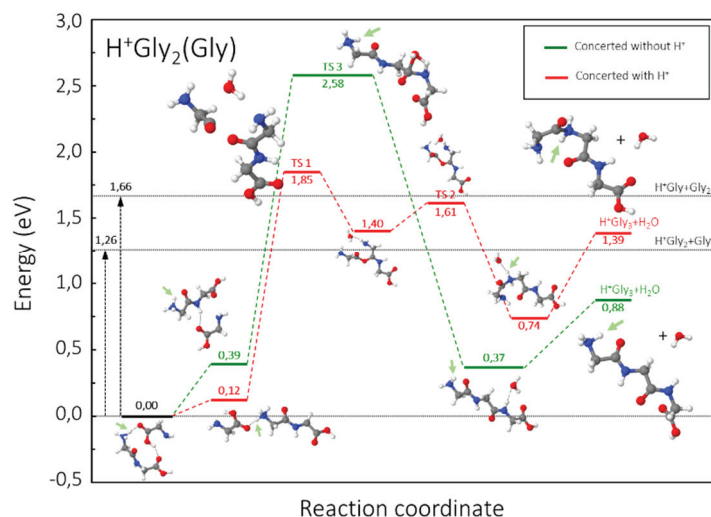 H⁺Gly₂(Gly)
Concerted without H⁺
Concerted with H⁺
Energy (eV)
3,0
2,5
2,0
1,5
1,0
0,5
0,0
-0,5
TS 3
2,58
TS 1
1,85
1,40
TS 2
1,61
1,66
1,26
H⁺Gly+Gly₂
H⁺Gly₂+Gly
+
H⁺Gly₃+H₂O
1,39
0,74
H⁺Gly₃+H₂O
0,88
+
0,39
0,37
0,12
0,00
Reaction coordinate